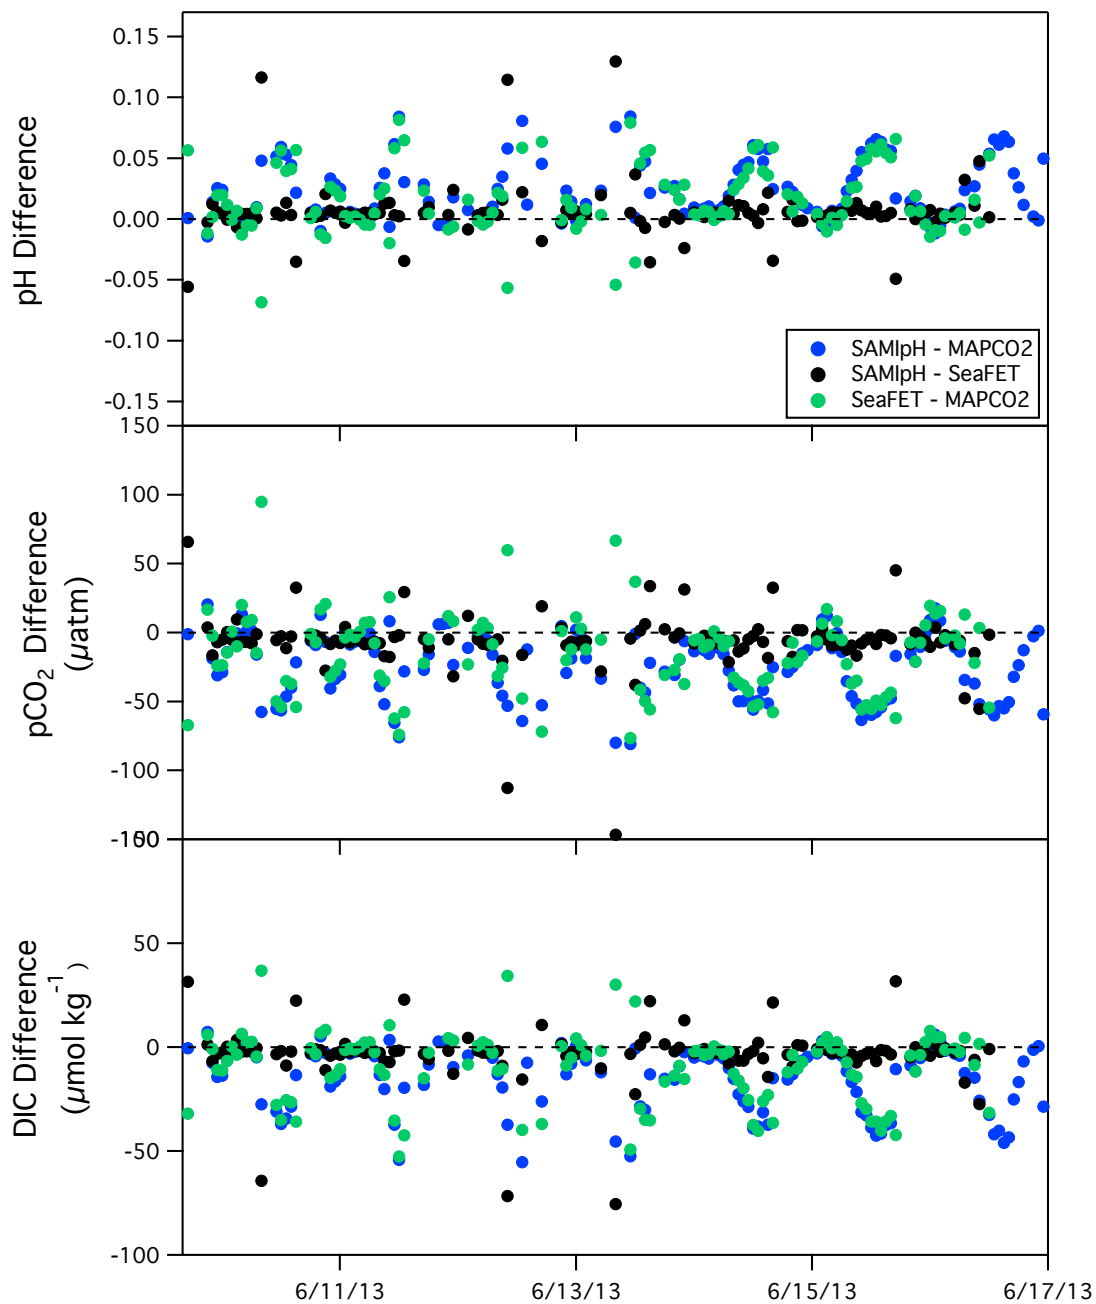 0.15
0.10
0.05
0.00
-0.05
-0.10
-0.15
pH Difference
SAMIpH - MAPCO2
SAMIpH - SeaFET
SeaFET - MAPCO2
150
100
50
0
-50
-100
-150
pCO2 Difference
(µatm)
100
50
0
-50
-100
DIC Difference
(µmol kg-1)
6/11/13
6/13/13
6/15/13
6/17/13